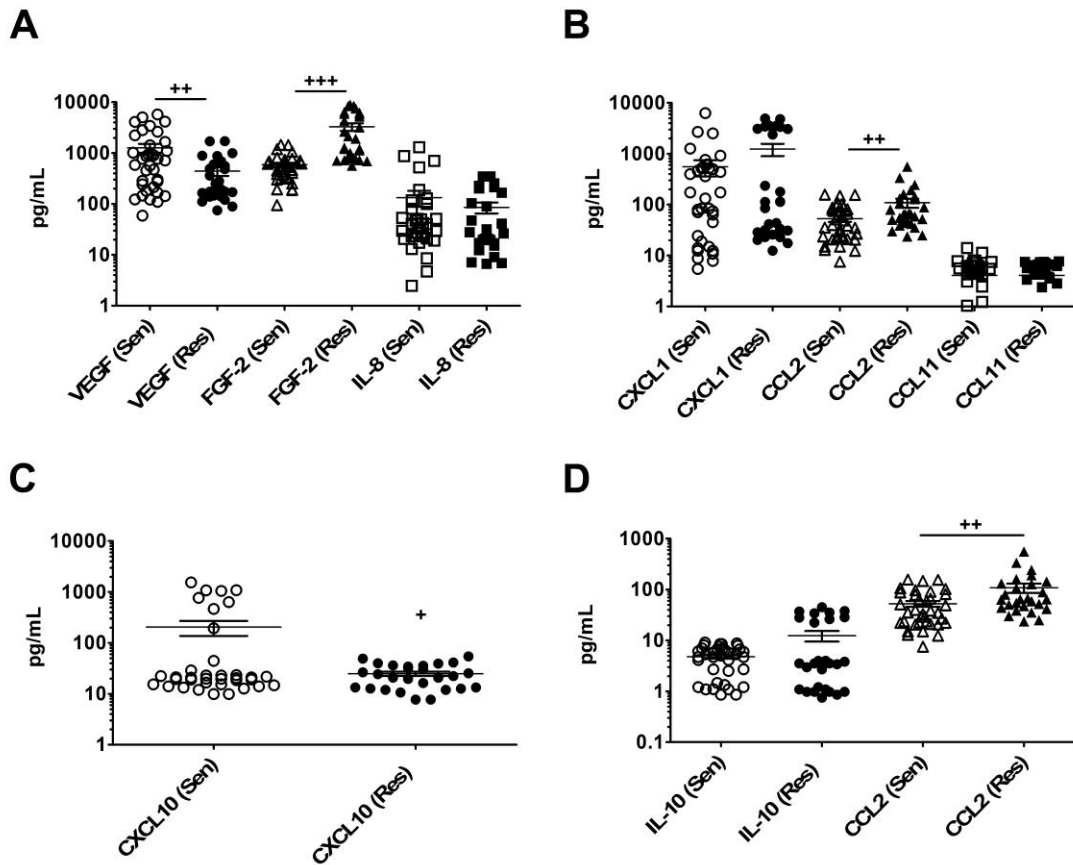 A
++
+++
pg/mL
10000
1000
100
10
1
VEGF (Sen)
VEGF (Res)
FGF-2 (Sen)
FGF-2 (Res)
IL-8 (Sen)
IL-8 (Res)
B
++
pg/mL
10000
1000
100
10
1
CXCL1 (Sen)
CXCL1 (Res)
CCL2 (Sen)
CCL2 (Res)
CCL11 (Sen)
CCL11 (Res)
C
+
pg/mL
10000
1000
100
10
1
CXCL10 (Sen)
CXCL10 (Res)
D
++
pg/mL
1000
100
10
1
0.1
IL-10 (Sen)
IL-10 (Res)
CCL2 (Sen)
CCL2 (Res)